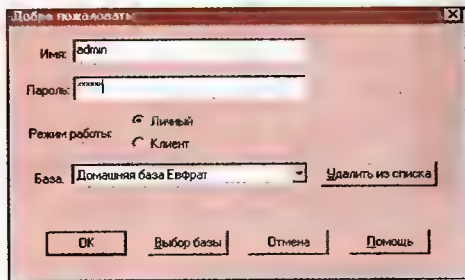 Добро пожаловать
Имя: admin
Пароль: *****
Режим работы: Личный
Клиент
База: Домашняя база Евфрат Удалить из списка
OK Выбор базы Отмена Помощь